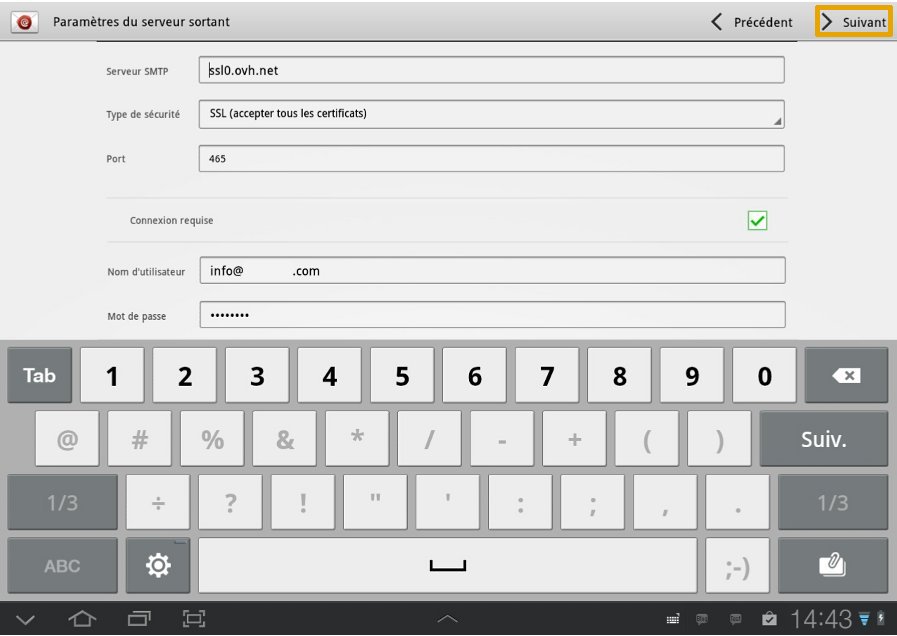 Paramètres du serveur sortant Précédent Suivant
Serveur SMTP ssl0.ovh.net
Type de sécurité SSL (accepter tous les certificats)
Port 465
Connexion requise
Nom d'utilisateur info@ .com
Mot de passe ••••••••
Tab 1 2 3 4 5 6 7 8 9 0
@ # % & * / - + ( ) Suiv.
1/3 ÷ ? ! " ' : ; , . 1/3
ABC ;-)
14:43